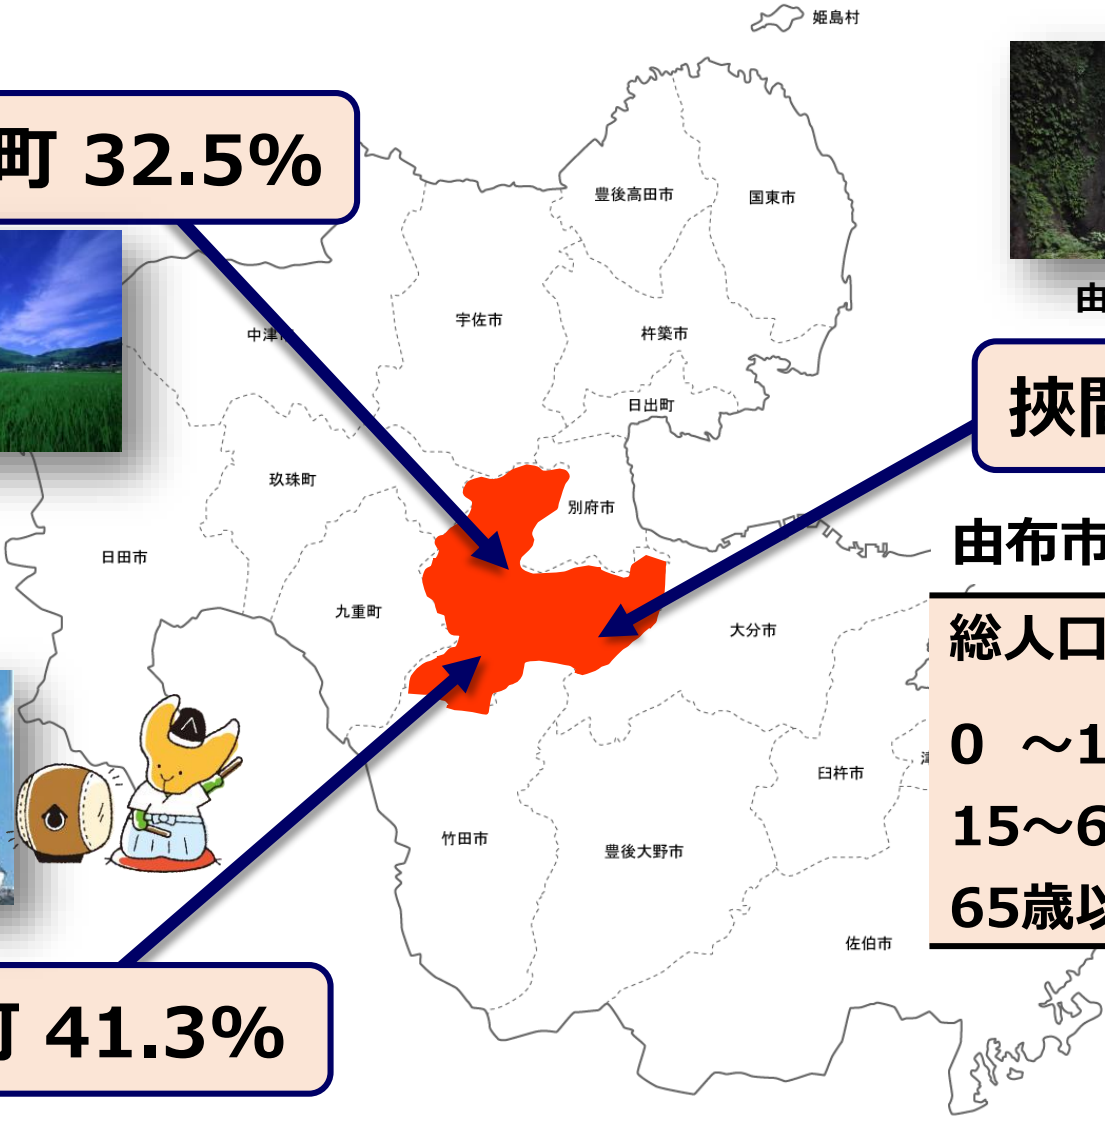 姫島村
町 32.5%
豊後高田市
国東市
由
宇佐市
杵築市
中津
日出町
挾間
玖珠町
別府市
由布市
日田市
九重町
大分市
総人口
0 ～1
臼杵市
15～6
竹田市
豊後大野市
65歳以
佐伯市
町 41.3%